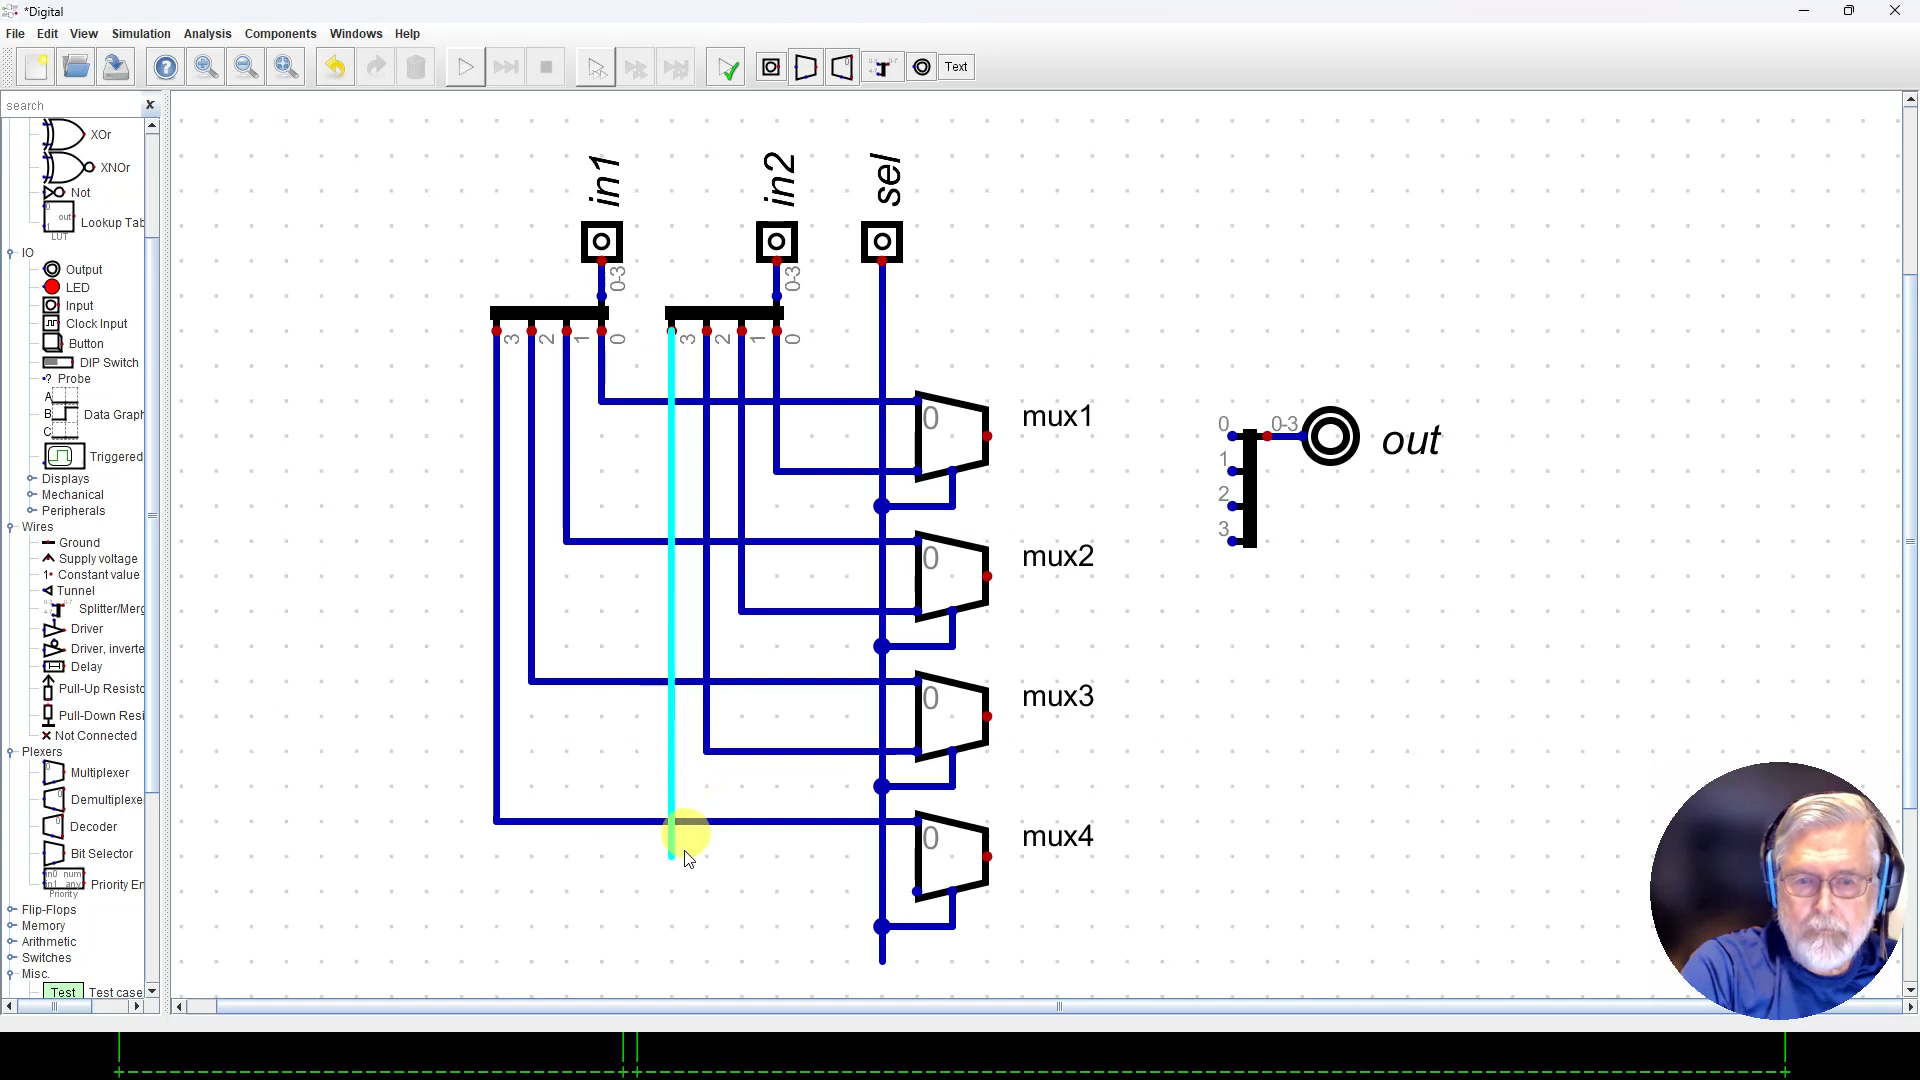 *Digital
File Edit View Simulation Analysis Components Windows Help
Text
search x
XOr
XNOr
Not
out
Lookup Tab
LUT
IO
Output
LED
Input
Clock Input
Button
DIP Switch
Probe
A
B
C
Data Graph
Triggered
Displays
Mechanical
Peripherals
Wires
Ground
Supply voltage
Constant value
Tunnel
Splitter/Merg
Driver
Driver, inverte
Delay
Pull-Up Resisto
Pull-Down Resi
Not Connected
Plexers
Multiplexer
Demultiplexe
Decoder
Bit Selector
Priority En
Priority
Flip-Flops
Memory
Arithmetic
Switches
Misc.
Test Test case
in1 in2 sel
0-3 0-3
3 2 1 0 3 2 1 0
0 mux1
0 mux2
0 mux3
0 mux4
0 0-3
1
2
3
out